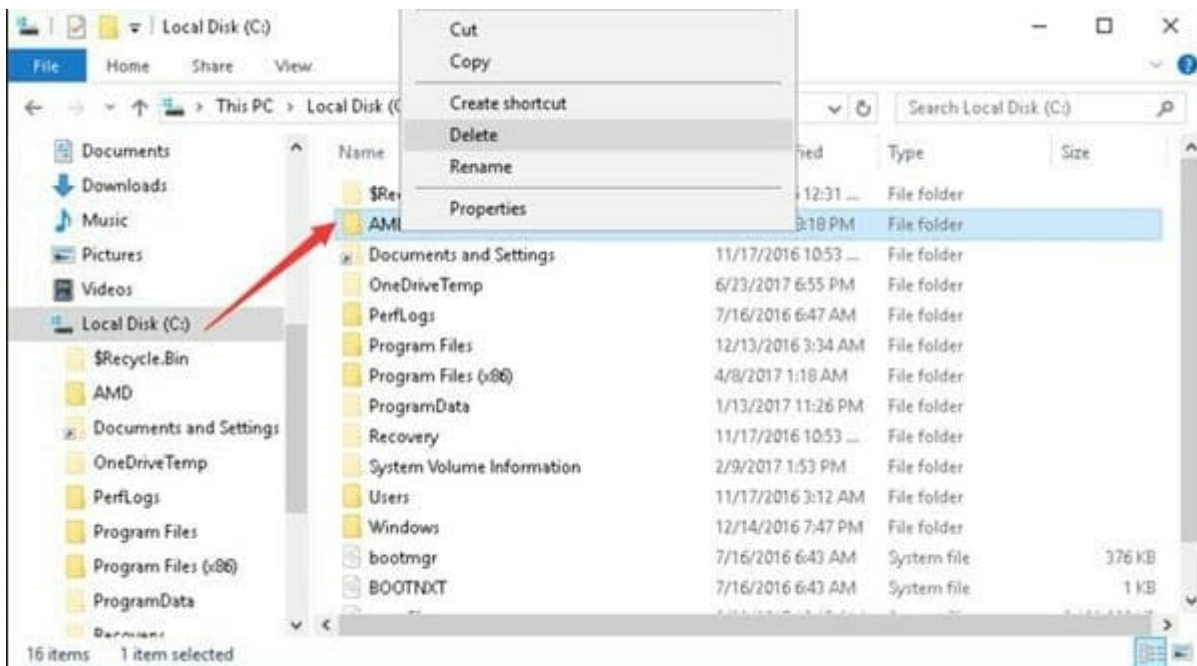 Local Disk (C:)
Cut
Copy
Create shortcut
Delete
Rename
Properties
File Home Share View
This PC > Local Disk (C
Search Local Disk (C:)
Documents
Downloads
Music
Pictures
Videos
Local Disk (C:)
$Recycle.Bin
AMD
Documents and Settings
OneDriveTemp
PerfLogs
Program Files
Program Files (x86)
ProgramData
Recovery
Name Type Size
12:31 ... File folder
8:18 PM File folder
Documents and Settings 11/17/2016 10:53 ... File folder
OneDriveTemp 6/23/2017 6:55 PM File folder
PerfLogs 7/16/2016 6:47 AM File folder
Program Files 12/13/2016 3:34 AM File folder
Program Files (x86) 4/8/2017 1:18 AM File folder
ProgramData 1/13/2017 11:26 PM File folder
Recovery 11/17/2016 10:53 ... File folder
System Volume Information 2/9/2017 1:53 PM File folder
Users 11/17/2016 3:12 AM File folder
Windows 12/14/2016 7:47 PM File folder
bootmgr 7/16/2016 6:43 AM System file 376 KB
BOOTNXT 7/16/2016 6:43 AM System file 1 KB
16 items 1 item selected